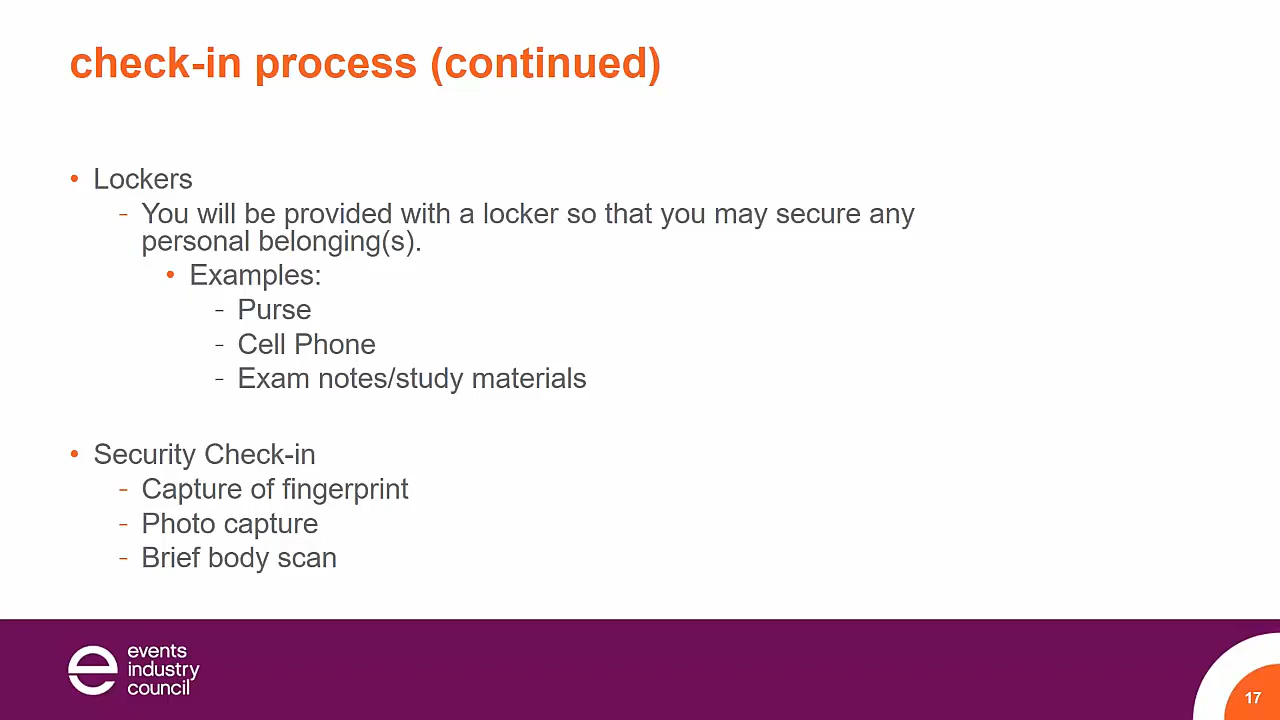 check-in process (continued)
• Lockers
- You will be provided with a locker so that you may secure any
personal belonging(s).
• Examples:
- Purse
- Cell Phone
- Exam notes/study materials
• Security Check-in
- Capture of fingerprint
- Photo capture
- Brief body scan
events
industry
council
17